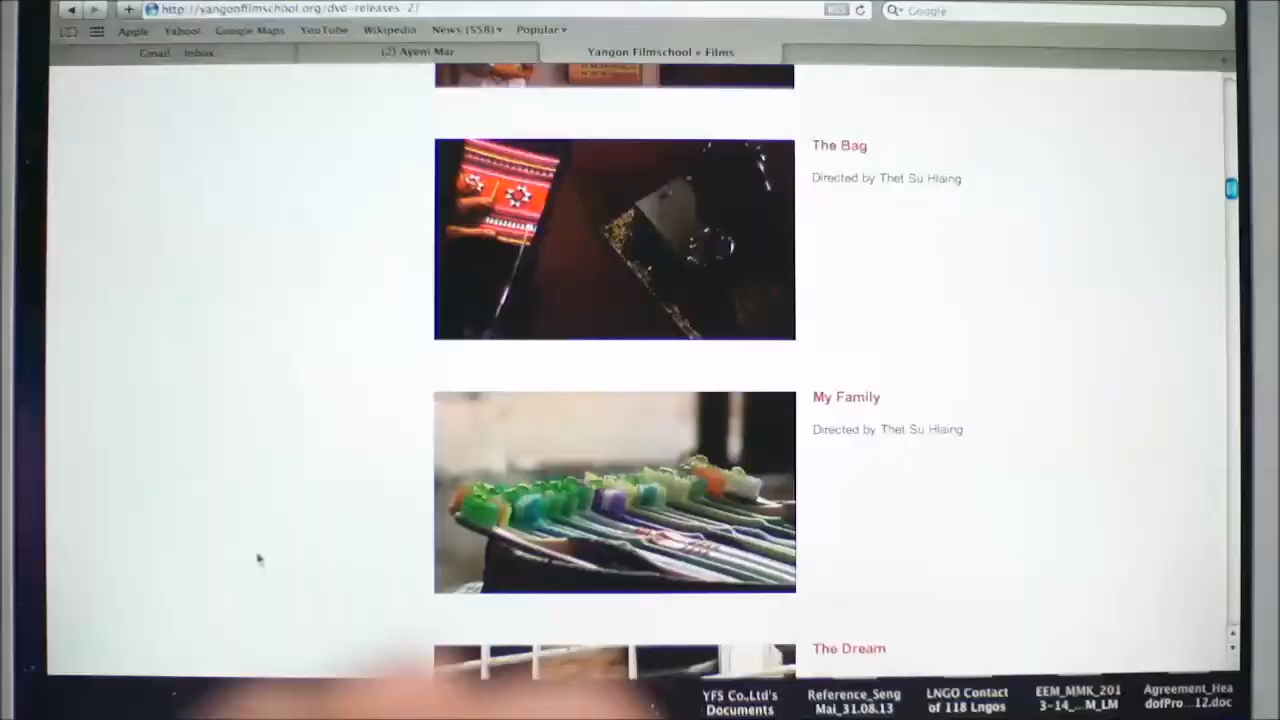 http://yangonfilmschool.org/dvd-releases-2/
Google
Apple Yahoo! Google Maps YouTube Wikipedia News (558) Popular
Gmail - Inbox
(2) Ayeni Mar
Yangon Filmschool » Films
The Bag
Directed by Thet Su Hlaing
My Family
Directed by Thet Su Hlaing
The Dream
YFS Co.,Ltd's
Documents
Reference_Seng
Mai_31.08.13
LNGO Contact
of 118 Lngos
EEM_MMK_201
3-14_...M_LM
Agreement_Hea
dofPro...12.doc